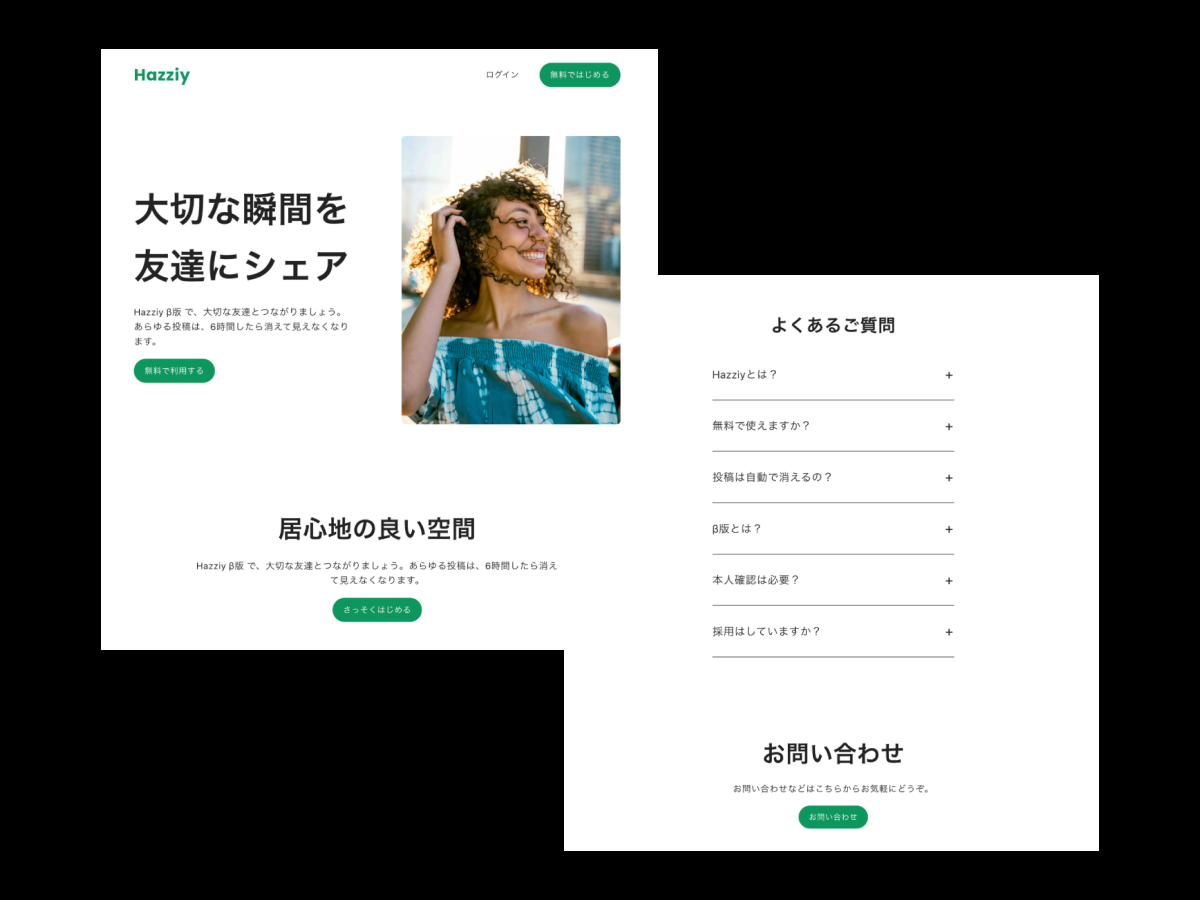 Hazziy
ログイン
無料ではじめる
大切な瞬間を
友達にシェア
Hazziy β版 で、大切な友達とつながりましょう。
あらゆる投稿は、6時間したら消えて見えなくなり
ます。
無料で利用する
居心地の良い空間
Hazziy β版 で、大切な友達とつながりましょう。あらゆる投稿は、6時間したら消え
て見えなくなります。
さっそくはじめる
よくあるご質問
Hazziyとは？
+
無料で使えますか？
+
投稿は自動で消えるの？
+
β版とは？
+
本人確認は必要？
+
採用はしていますか？
+
お問い合わせ
お問い合わせなどはこちらからお気軽にどうぞ。
お問い合わせ